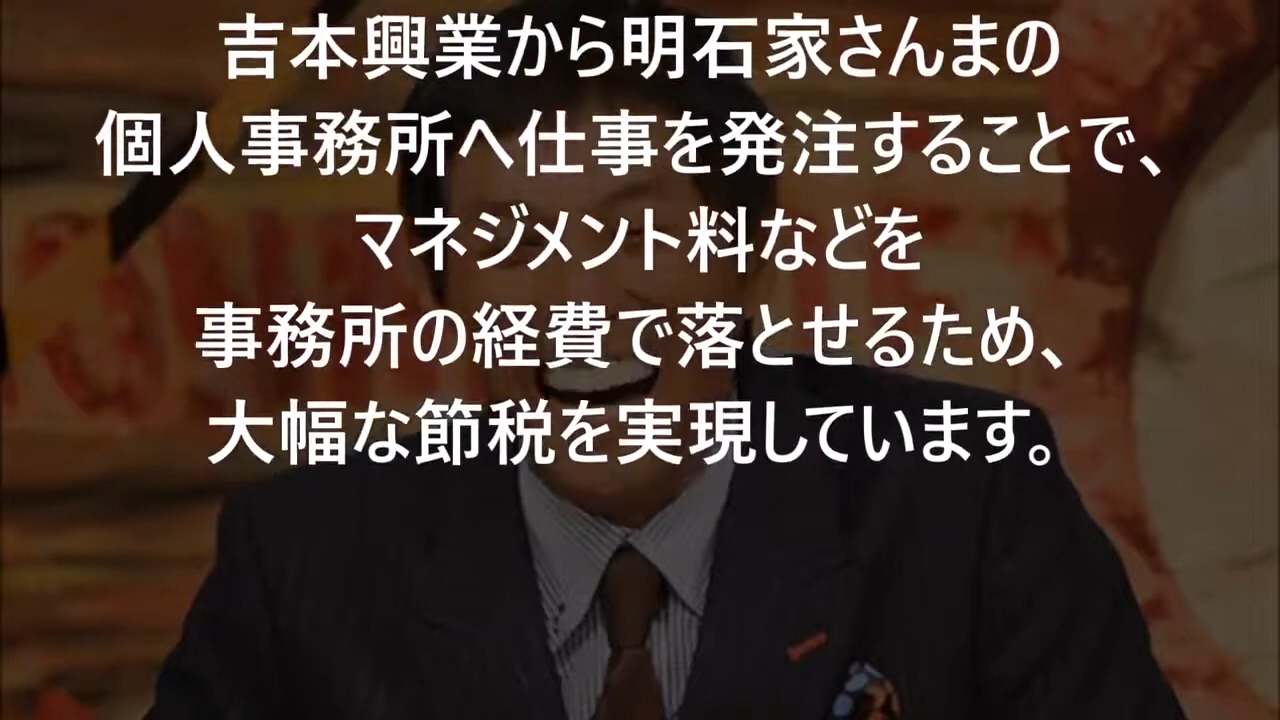 吉本興業から明石家さんまの
個人事務所へ仕事を発注することで、
マネジメント料などを
事務所の経費で落とせるため、
大幅な節税を実現しています。